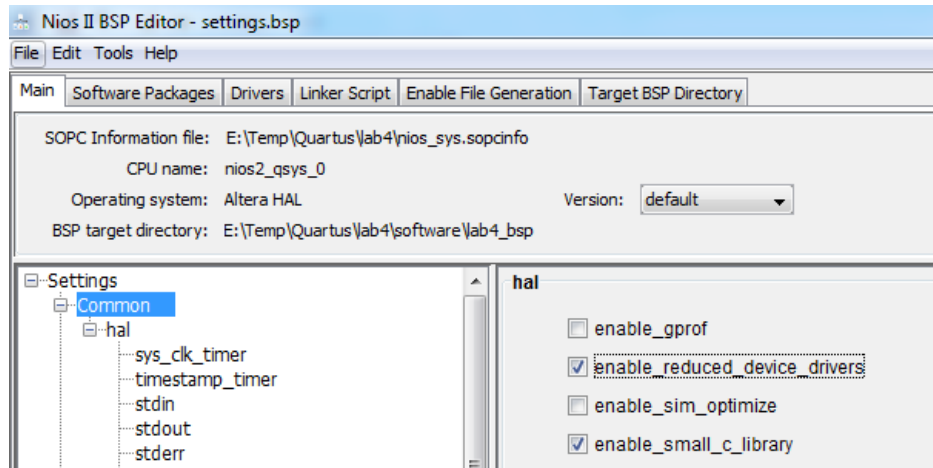 Nios II BSP Editor - settings.bsp
File Edit Tools Help
Main Software Packages Drivers Linker Script Enable File Generation Target BSP Directory
SOPC Information file: E:\Temp\Quartus\lab4\nios_sys.sopcinfo
CPU name: nios2_qsys_0
Operating system: Altera HAL Version: default
BSP target directory: E:\Temp\Quartus\lab4\software\lab4_bsp
Settings
Common
hal
sys_clk_timer
timestamp_timer
stdin
stdout
stderr
hal
enable_gprof
enable_reduced_device_drivers
enable_sim_optimize
enable_small_c_library